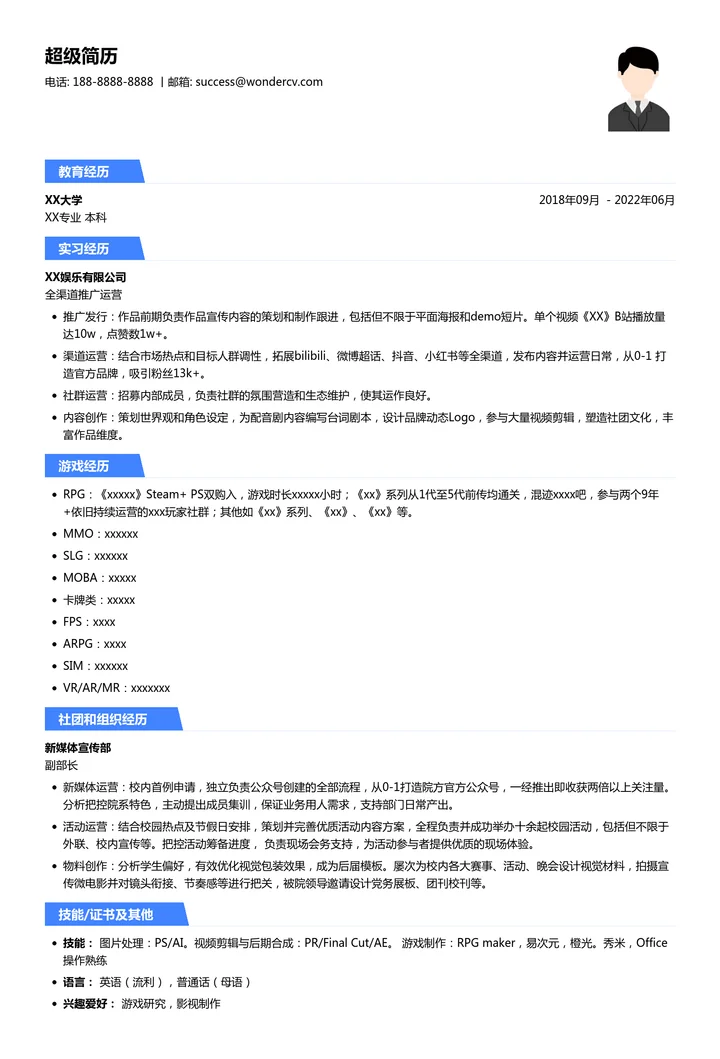 超级简历
电话: 188-8888-8888 丨邮箱: success@wondercv.com
教育经历
XX大学 2018年09月 - 2022年06月
XX专业 本科
实习经历
XX娱乐有限公司
全渠道推广运营
• 推广发行：作品前期负责作品宣传内容的策划和制作跟进，包括但不限于平面海报和demo短片。单个视频《XX》B站播放量
达10w，点赞数1w+。
• 渠道运营：结合市场热点和目标人群调性，拓展bilibili、微博超话、抖音、小红书等全渠道，发布内容并运营日常，从0-1 打
造官方品牌，吸引粉丝13k+。
• 社群运营：招募内部成员，负责社群的氛围营造和生态维护，使其运作良好。
• 内容创作：策划世界观和角色设定，为配音剧内容编写台词剧本，设计品牌动态Logo，参与大量视频剪辑，塑造社团文化，丰
富作品维度。
游戏经历
• RPG：《xxxxx》Steam+ PS双购入，游戏时长xxxxx小时；《xx》系列从1代至5代前传均通关，混迹xxxx吧，参与两个9年
+依旧持续运营的xxx玩家社群；其他如《xx》系列、《xx》、《xx》等。
• MMO：xxxxxx
• SLG：xxxxxx
• MOBA：xxxxx
• 卡牌类：xxxxx
• FPS：xxxx
• ARPG：xxxx
• SIM：xxxxxx
• VR/AR/MR：xxxxxxx
社团和组织经历
新媒体宣传部
副部长
• 新媒体运营：校内首例申请，独立负责公众号创建的全部流程，从0-1打造院方官方公众号，一经推出即收获两倍以上关注量。
分析把控院系特色，主动提出成员集训，保证业务用人需求，支持部门日常产出。
• 活动运营：结合校园热点及节假日安排，策划并完善优质活动内容方案，全程负责并成功举办十余起校园活动，包括但不限于
外联、校内宣传等。把控活动筹备进度， 负责现场会务支持，为活动参与者提供优质的现场体验。
• 物料创作：分析学生偏好，有效优化视觉包装效果，成为后届模板。屡次为校内各大赛事、活动、晚会设计视觉材料，拍摄宣
传微电影并对镜头衔接、节奏感等进行把关，被院领导邀请设计党务展板、团刊校刊等。
技能/证书及其他
• 技能： 图片处理：PS/AI。视频剪辑与后期合成：PR/Final Cut/AE。 游戏制作：RPG maker，易次元，橙光。秀米，Office
操作熟练
• 语言： 英语（流利），普通话（母语）
• 兴趣爱好： 游戏研究，影视制作